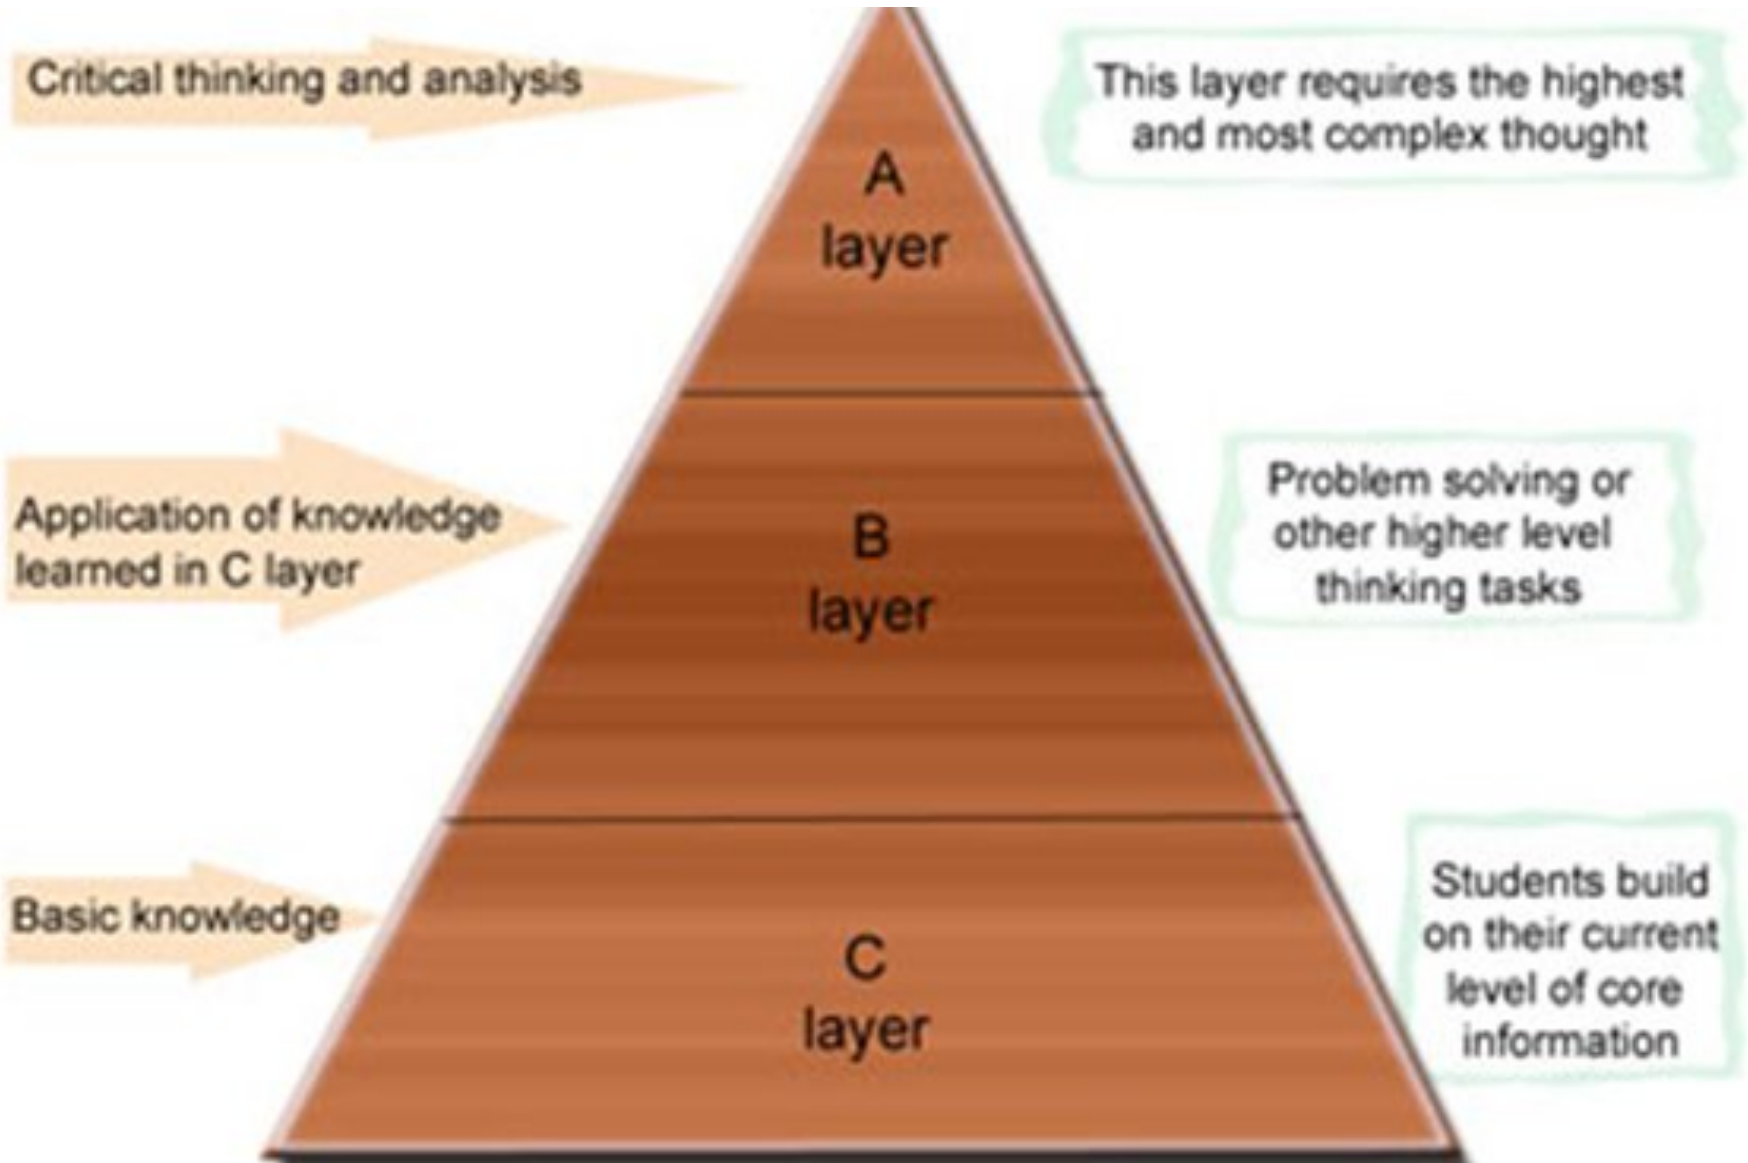 Critical thinking and analysis
This layer requires the highest
and most complex thought
A
layer
Application of knowledge
learned in C layer
B
layer
Problem solving or
other higher level
thinking tasks
Basic knowledge
C
layer
Students build
on their current
level of core
information